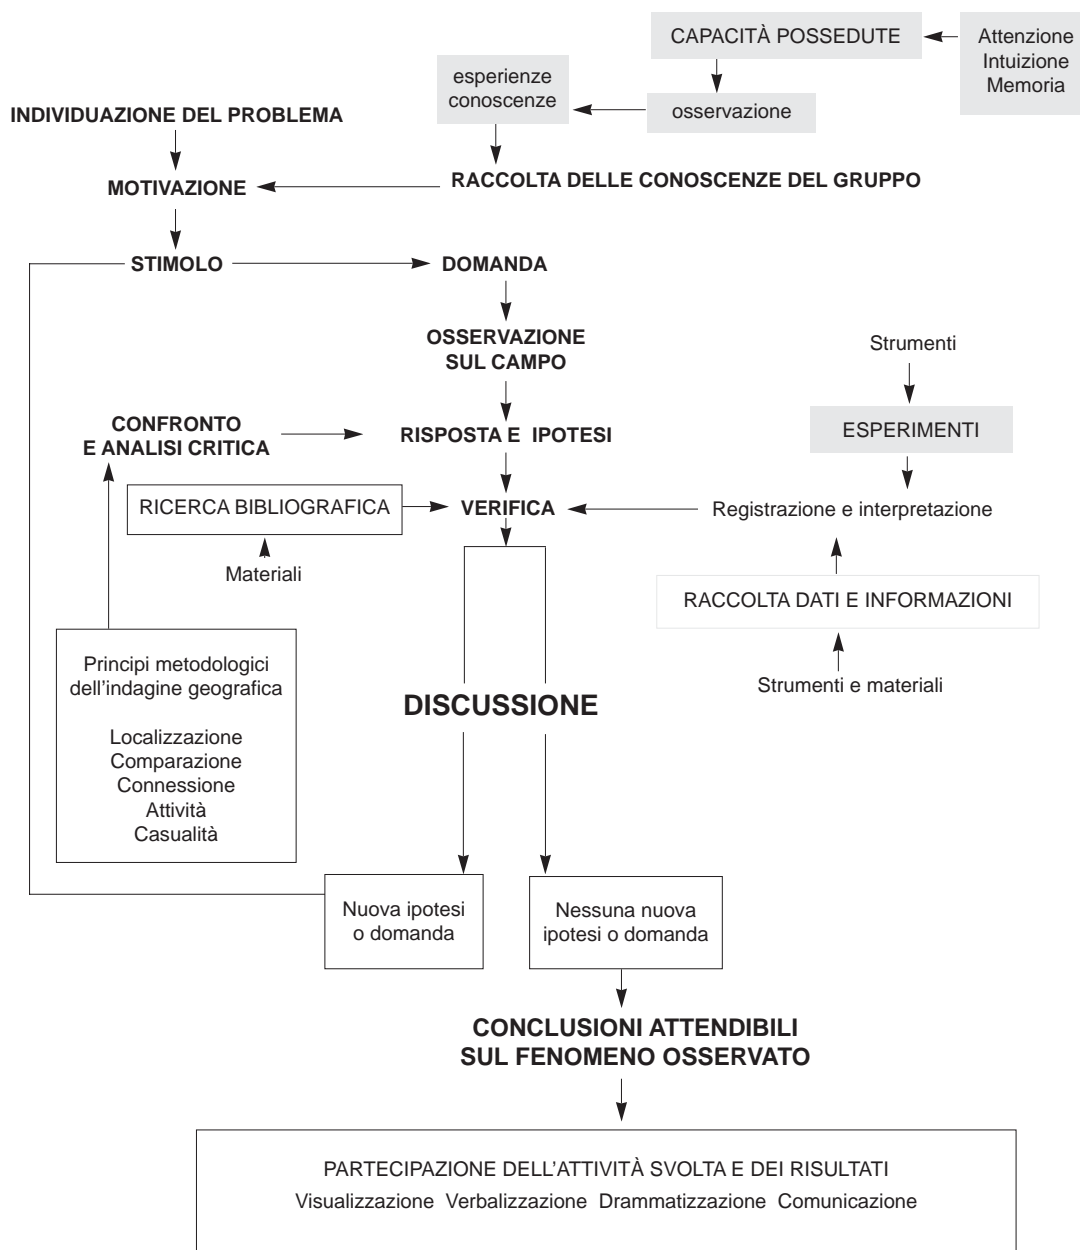 CAPACITÀ POSSEDUTE
Attenzione
Intuizione
Memoria
esperienze
conoscenze
osservazione
INDIVIDUAZIONE DEL PROBLEMA
MOTIVAZIONE
RACCOLTA DELLE CONOSCENZE DEL GRUPPO
STIMOLO
DOMANDA
OSSERVAZIONE
SUL CAMPO
Strumenti
CONFRONTO
E ANALISI CRITICA
RISPOSTA E IPOTESI
ESPERIMENTI
RICERCA BIBLIOGRAFICA
VERIFICA
Registrazione e interpretazione
Materiali
RACCOLTA DATI E INFORMAZIONI
Principi metodologici
dell'indagine geografica
Localizzazione
Comparazione
Connessione
Attività
Casualità
Strumenti e materiali
DISCUSSIONE
Nuova ipotesi
o domanda
Nessuna nuova
ipotesi o domanda
CONCLUSIONI ATTENDIBILI
SUL FENOMENO OSSERVATO
PARTECIPAZIONE DELL'ATTIVITÀ SVOLTA E DEI RISULTATI
Visualizzazione Verbalizzazione Drammatizzazione Comunicazione